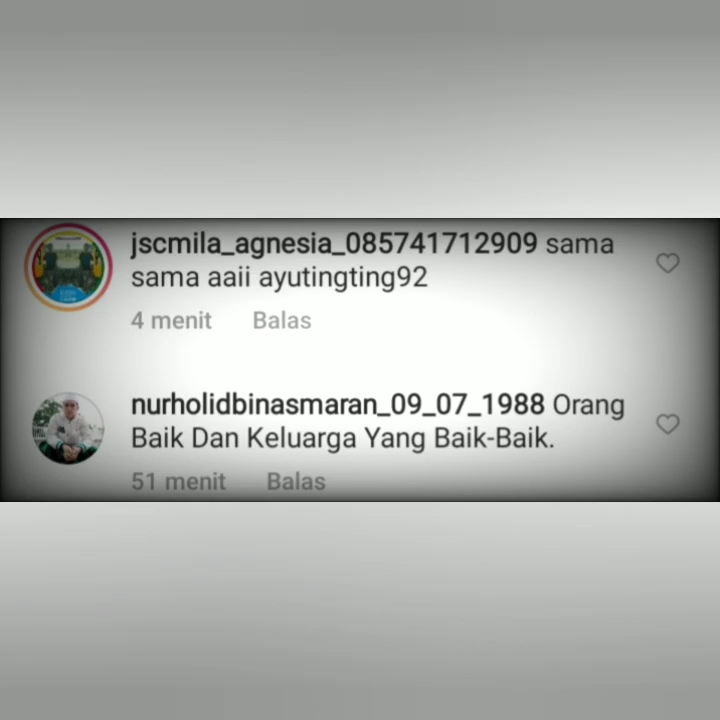 jscmila_agnesia_085741712909 sama
sama aaii ayutingting92
4 menit Balas
nurholidbinasmaran_09_07_1988 Orang
Baik Dan Keluarga Yang Baik-Baik.
51 menit Balas